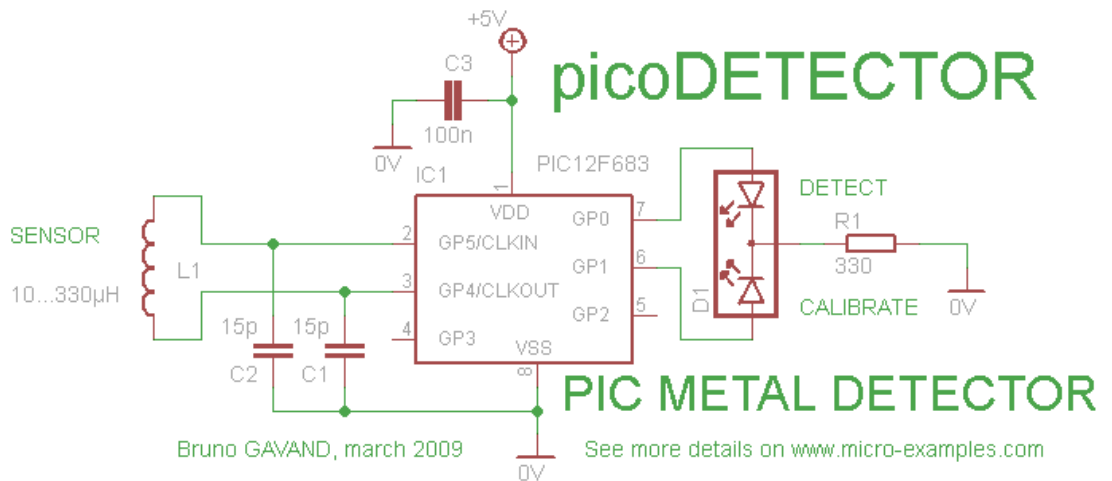 +5V
C3
picoDETECTOR
100n
0V
PIC12F683
IC1
1
VDD
SENSOR
L1
10...330µH
2
GP5/CLKIN
3
GP4/CLKOUT
4
GP3
GP0
7
GP1
6
GP2
5
VSS
8
D1
DETECT
R1
330
CALIBRATE
0V
15p
15p
C2
C1
PIC METAL DETECTOR
Bruno GAVAND, march 2009
0V
See more details on www.micro-examples.com